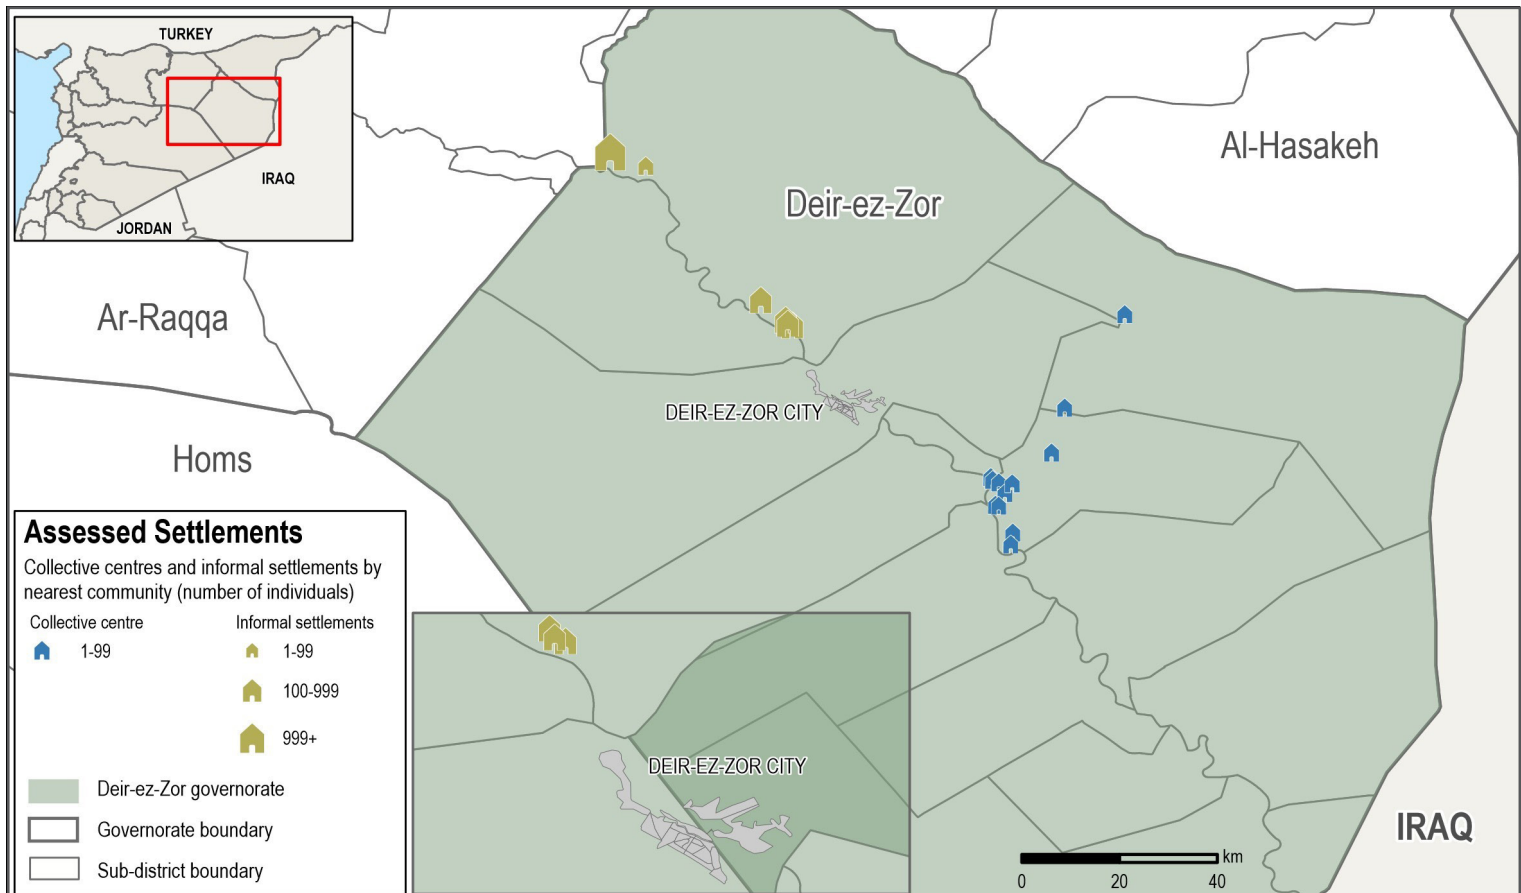 TURKEY
IRAQ
JORDAN
Al-Hasakeh
Deir-ez-Zor
Ar-Raqqa
DEIR-EZ-ZOR CITY
Homs
Assessed Settlements
Collective centres and informal settlements by
nearest community (number of individuals)
Collective centre
Informal settlements
1-99
1-99
100-999
999+
Deir-ez-Zor governorate
Governorate boundary
Sub-district boundary
DEIR-EZ-ZOR CITY
IRAQ
km
0 20 40